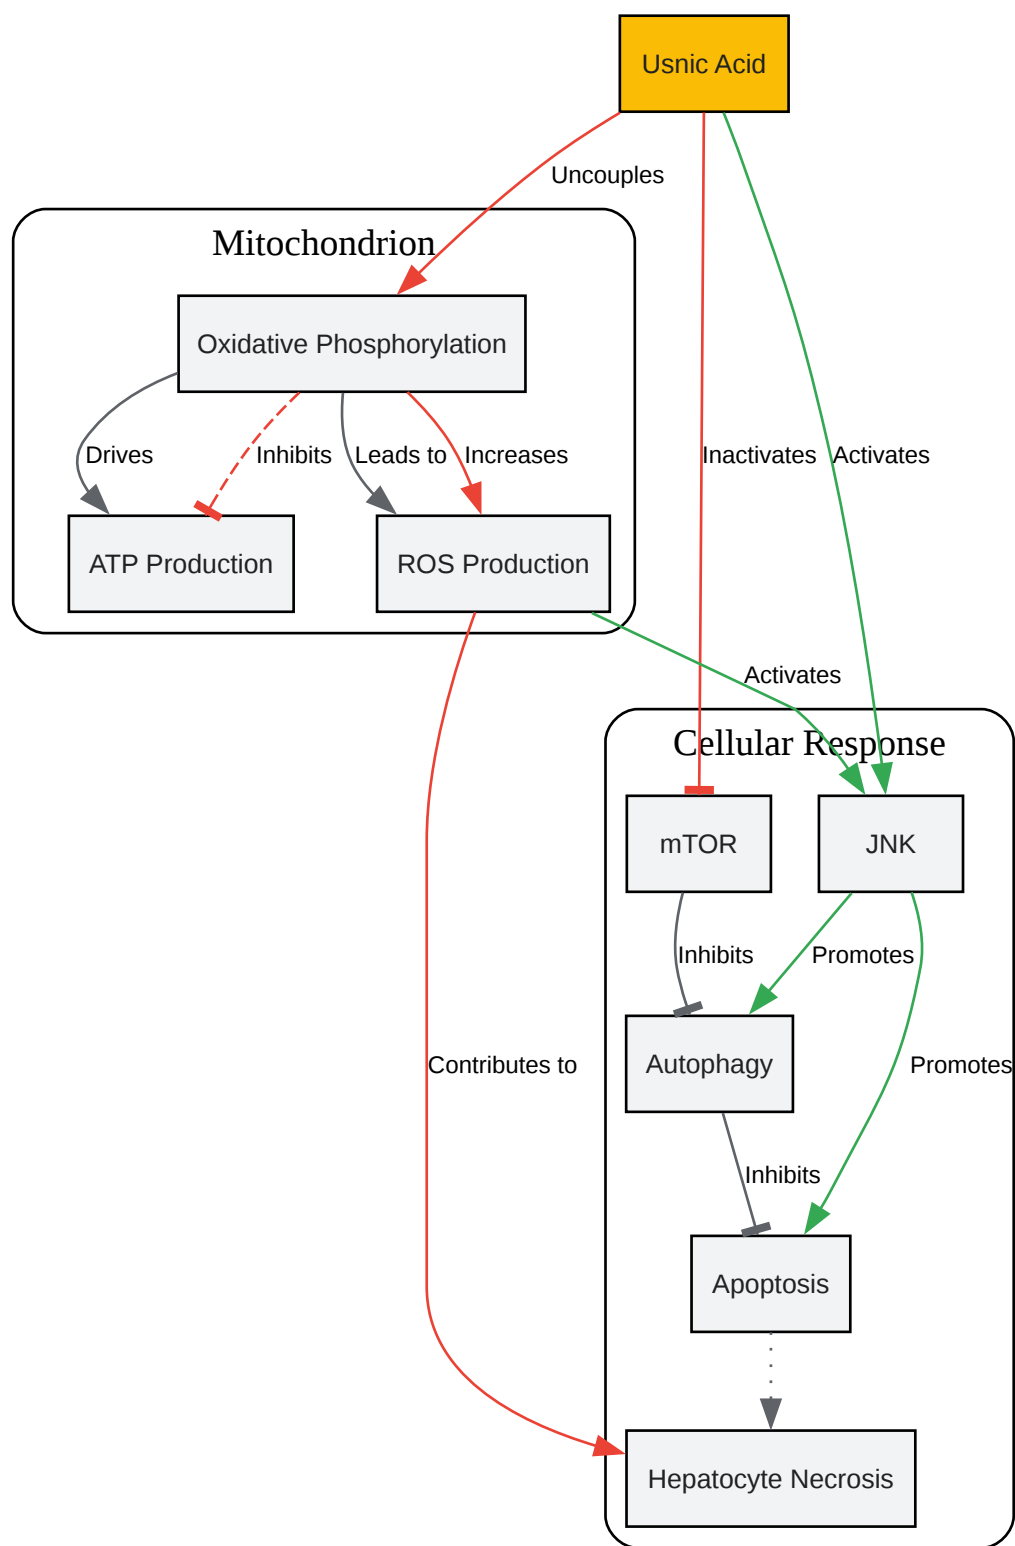 Usnic Acid
Uncouples
Mitochondrion
Oxidative Phosphorylation
Drives
Inhibits
Leads to
Increases
Inactivates
Activates
ATP Production
ROS Production
Activates
Cellular Response
mTOR
JNK
Inhibits
Promotes
Autophagy
Contributes to
Promotes
Inhibits
Apoptosis
Hepatocyte Necrosis